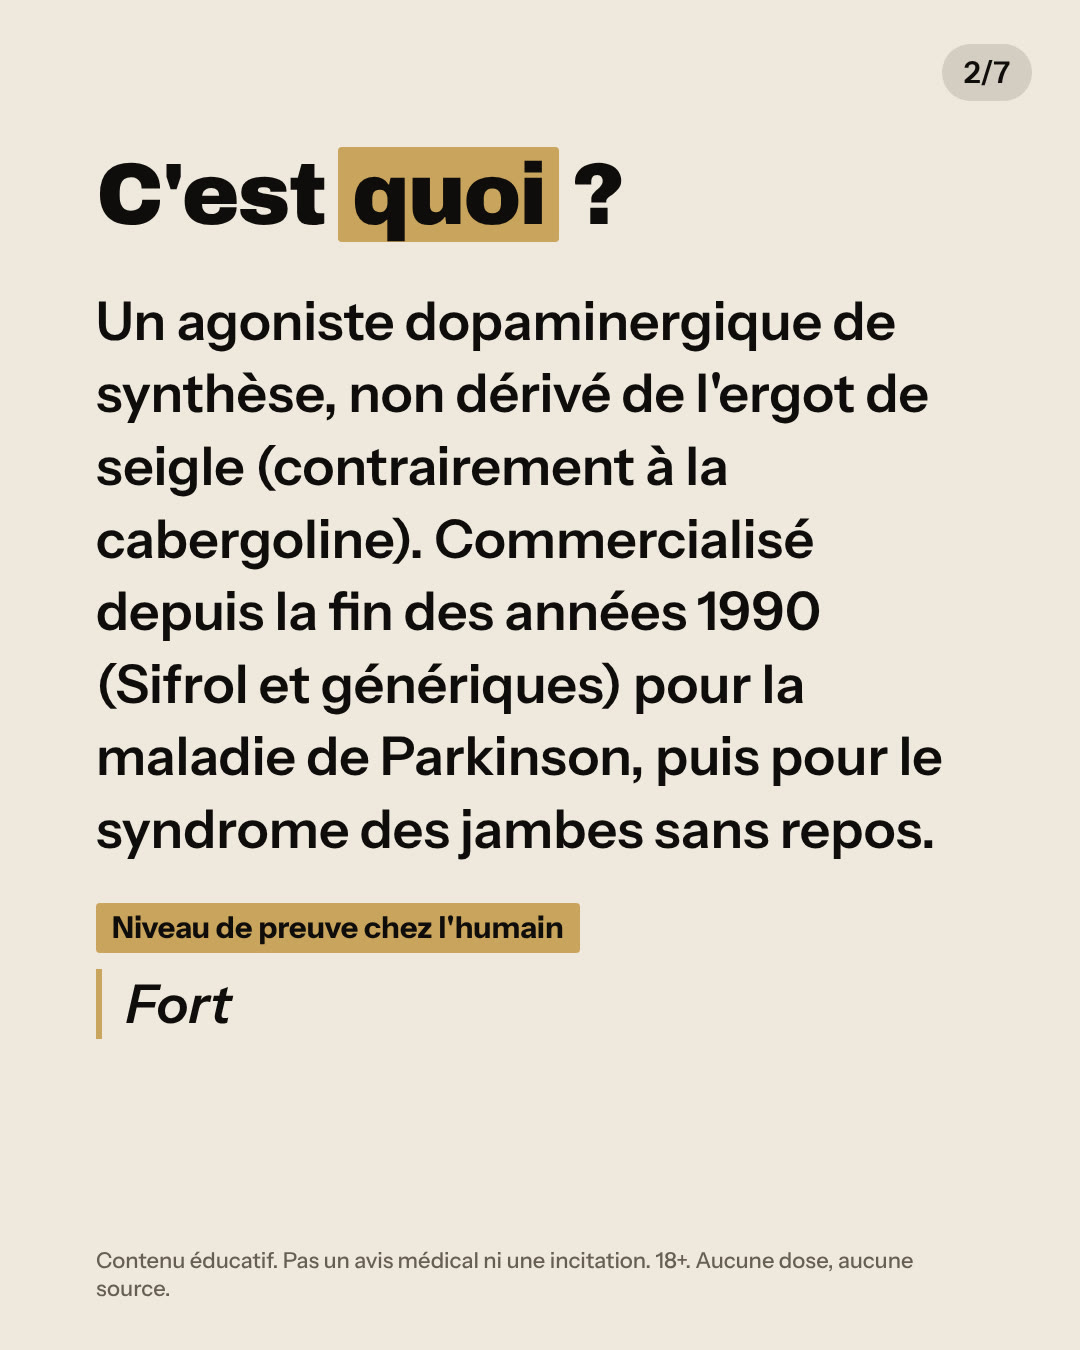 2/7
C'est quoi ?
Un agoniste dopaminergique de
synthèse, non dérivé de l'ergot de
seigle (contrairement à la
cabergoline). Commercialisé
depuis la fin des années 1990
(Sifrol et génériques) pour la
maladie de Parkinson, puis pour le
syndrome des jambes sans repos.
Niveau de preuve chez l'humain
Fort
Contenu éducatif. Pas un avis médical ni une incitation. 18+. Aucune dose, aucune
source.